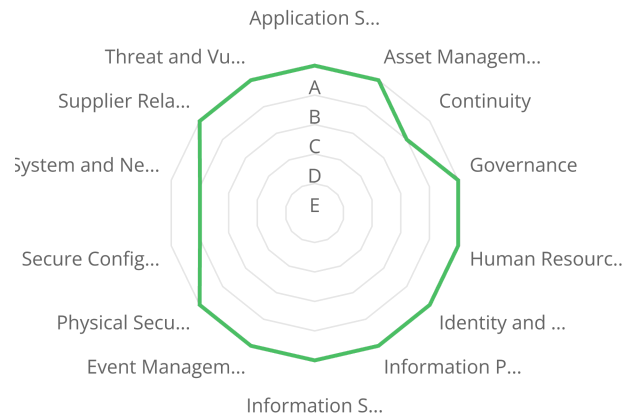 Application S...
Threat and Vu...
Asset Managem...
Supplier Rela...
Continuity
System and Ne...
Governance
A
B
C
D
E
Secure Config...
Human Resourc..
Physical Secu...
Identity and ...
Event Managem...
Information P...
Information S...